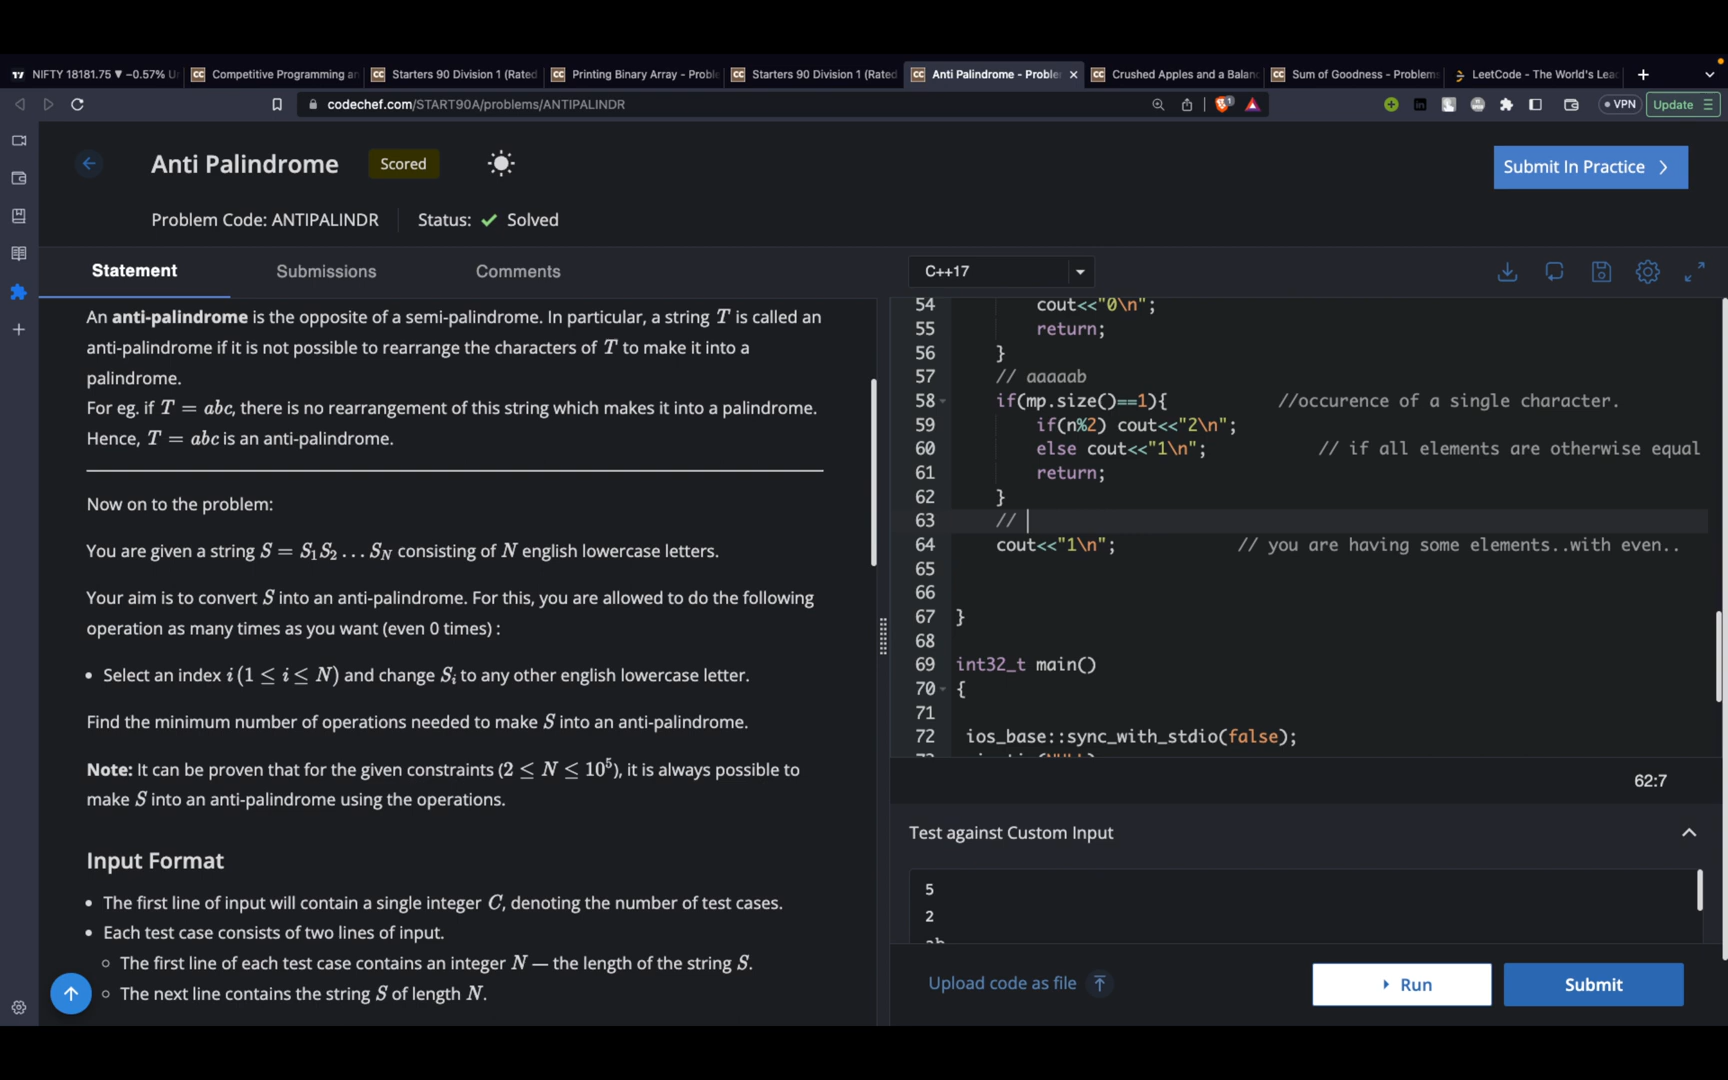 NIFTY 18181.75 ▼ −0.57% U
Competitive Programming an
Starters 90 Division 1 (Rated
Printing Binary Array - Proble
Starters 90 Division 1 (Rated
Anti Palindrome - Proble
Crushed Apples and a Balan
Sum of Goodness - Problems
LeetCode - The World's Lead
codechef.com/START90A/problems/ANTIPALINDR
VPN
Update
Anti Palindrome
Scored
Submit In Practice
Problem Code: ANTIPALINDR
Status: ✔ Solved
Statement
Submissions
Comments
An anti-palindrome is the opposite of a semi-palindrome. In particular, a string T is called an
anti-palindrome if it is not possible to rearrange the characters of T to make it into a
palindrome.
For eg. if T = abc, there is no rearrangement of this string which makes it into a palindrome.
Hence, T = abc is an anti-palindrome.
Now on to the problem:
You are given a string S = S₁S₂ . . . S_N consisting of N english lowercase letters.
Your aim is to convert S into an anti-palindrome. For this, you are allowed to do the following
operation as many times as you want (even 0 times) :
• Select an index i (1 ≤ i ≤ N) and change Sᵢ to any other english lowercase letter.
Find the minimum number of operations needed to make S into an anti-palindrome.
Note: It can be proven that for the given constraints (2 ≤ N ≤ 10⁵), it is always possible to
make S into an anti-palindrome using the operations.
Input Format
• The first line of input will contain a single integer C, denoting the number of test cases.
• Each test case consists of two lines of input.
○ The first line of each test case contains an integer N — the length of the string S.
○ The next line contains the string S of length N.
C++17
54 cout<<"0\n";
55 return;
56 }
57 // aaaaab
58 if(mp.size()==1){ //occurence of a single character.
59 if(n%2) cout<<"2\n";
60 else cout<<"1\n"; // if all elements are otherwise equal
61 return;
62 }
63 //
64 cout<<"1\n"; // you are having some elements..with even..
65
66
67 }
68
69 int32_t main()
70 {
71
72 ios_base::sync_with_stdio(false);
62:7
Test against Custom Input
5
2
ab
Upload code as file
Run
Submit